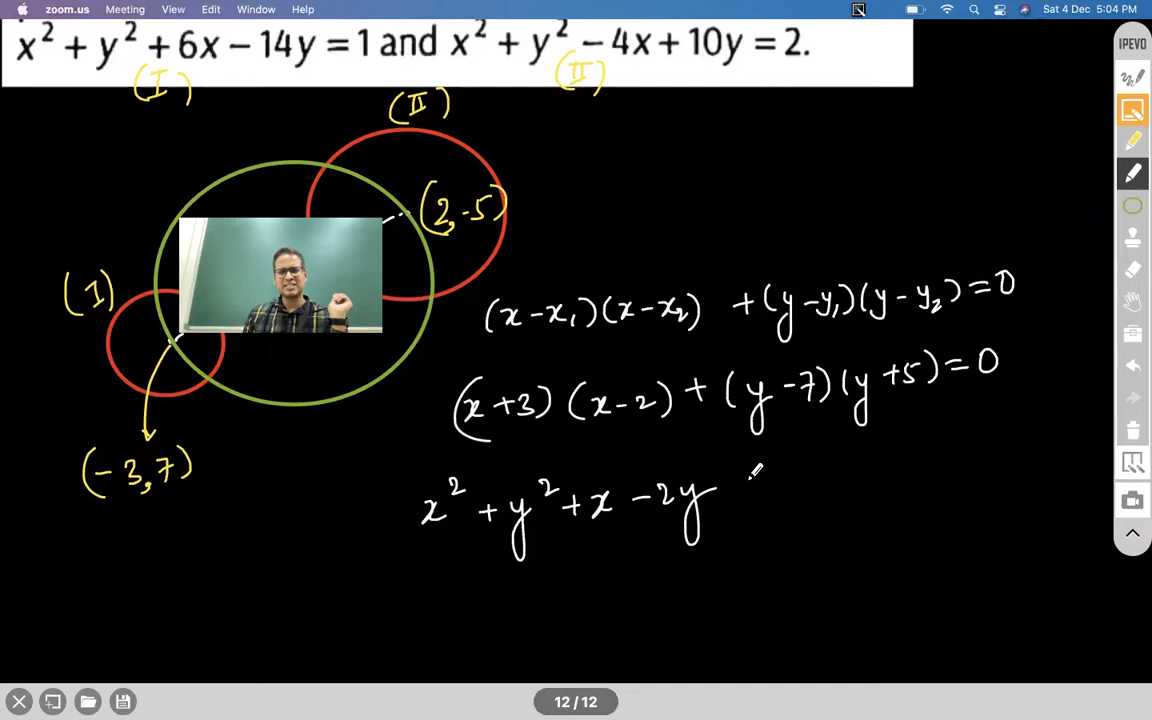 zoom.us Meeting View Edit Window Help Sat 4 Dec 5:04 PM
x² + y² + 6x – 14y = 1 and x² + y² – 4x + 10y = 2.
IPEVO
(I) (II)
(II)
(2,-5)
(I)
(x-x₁)(x-x₂) +(y-y₁)(y-y₂)=0
(x+3)(x-2)+(y-7)(y+5)=0
(-3,7)
x²+y²+x-2y
12/12